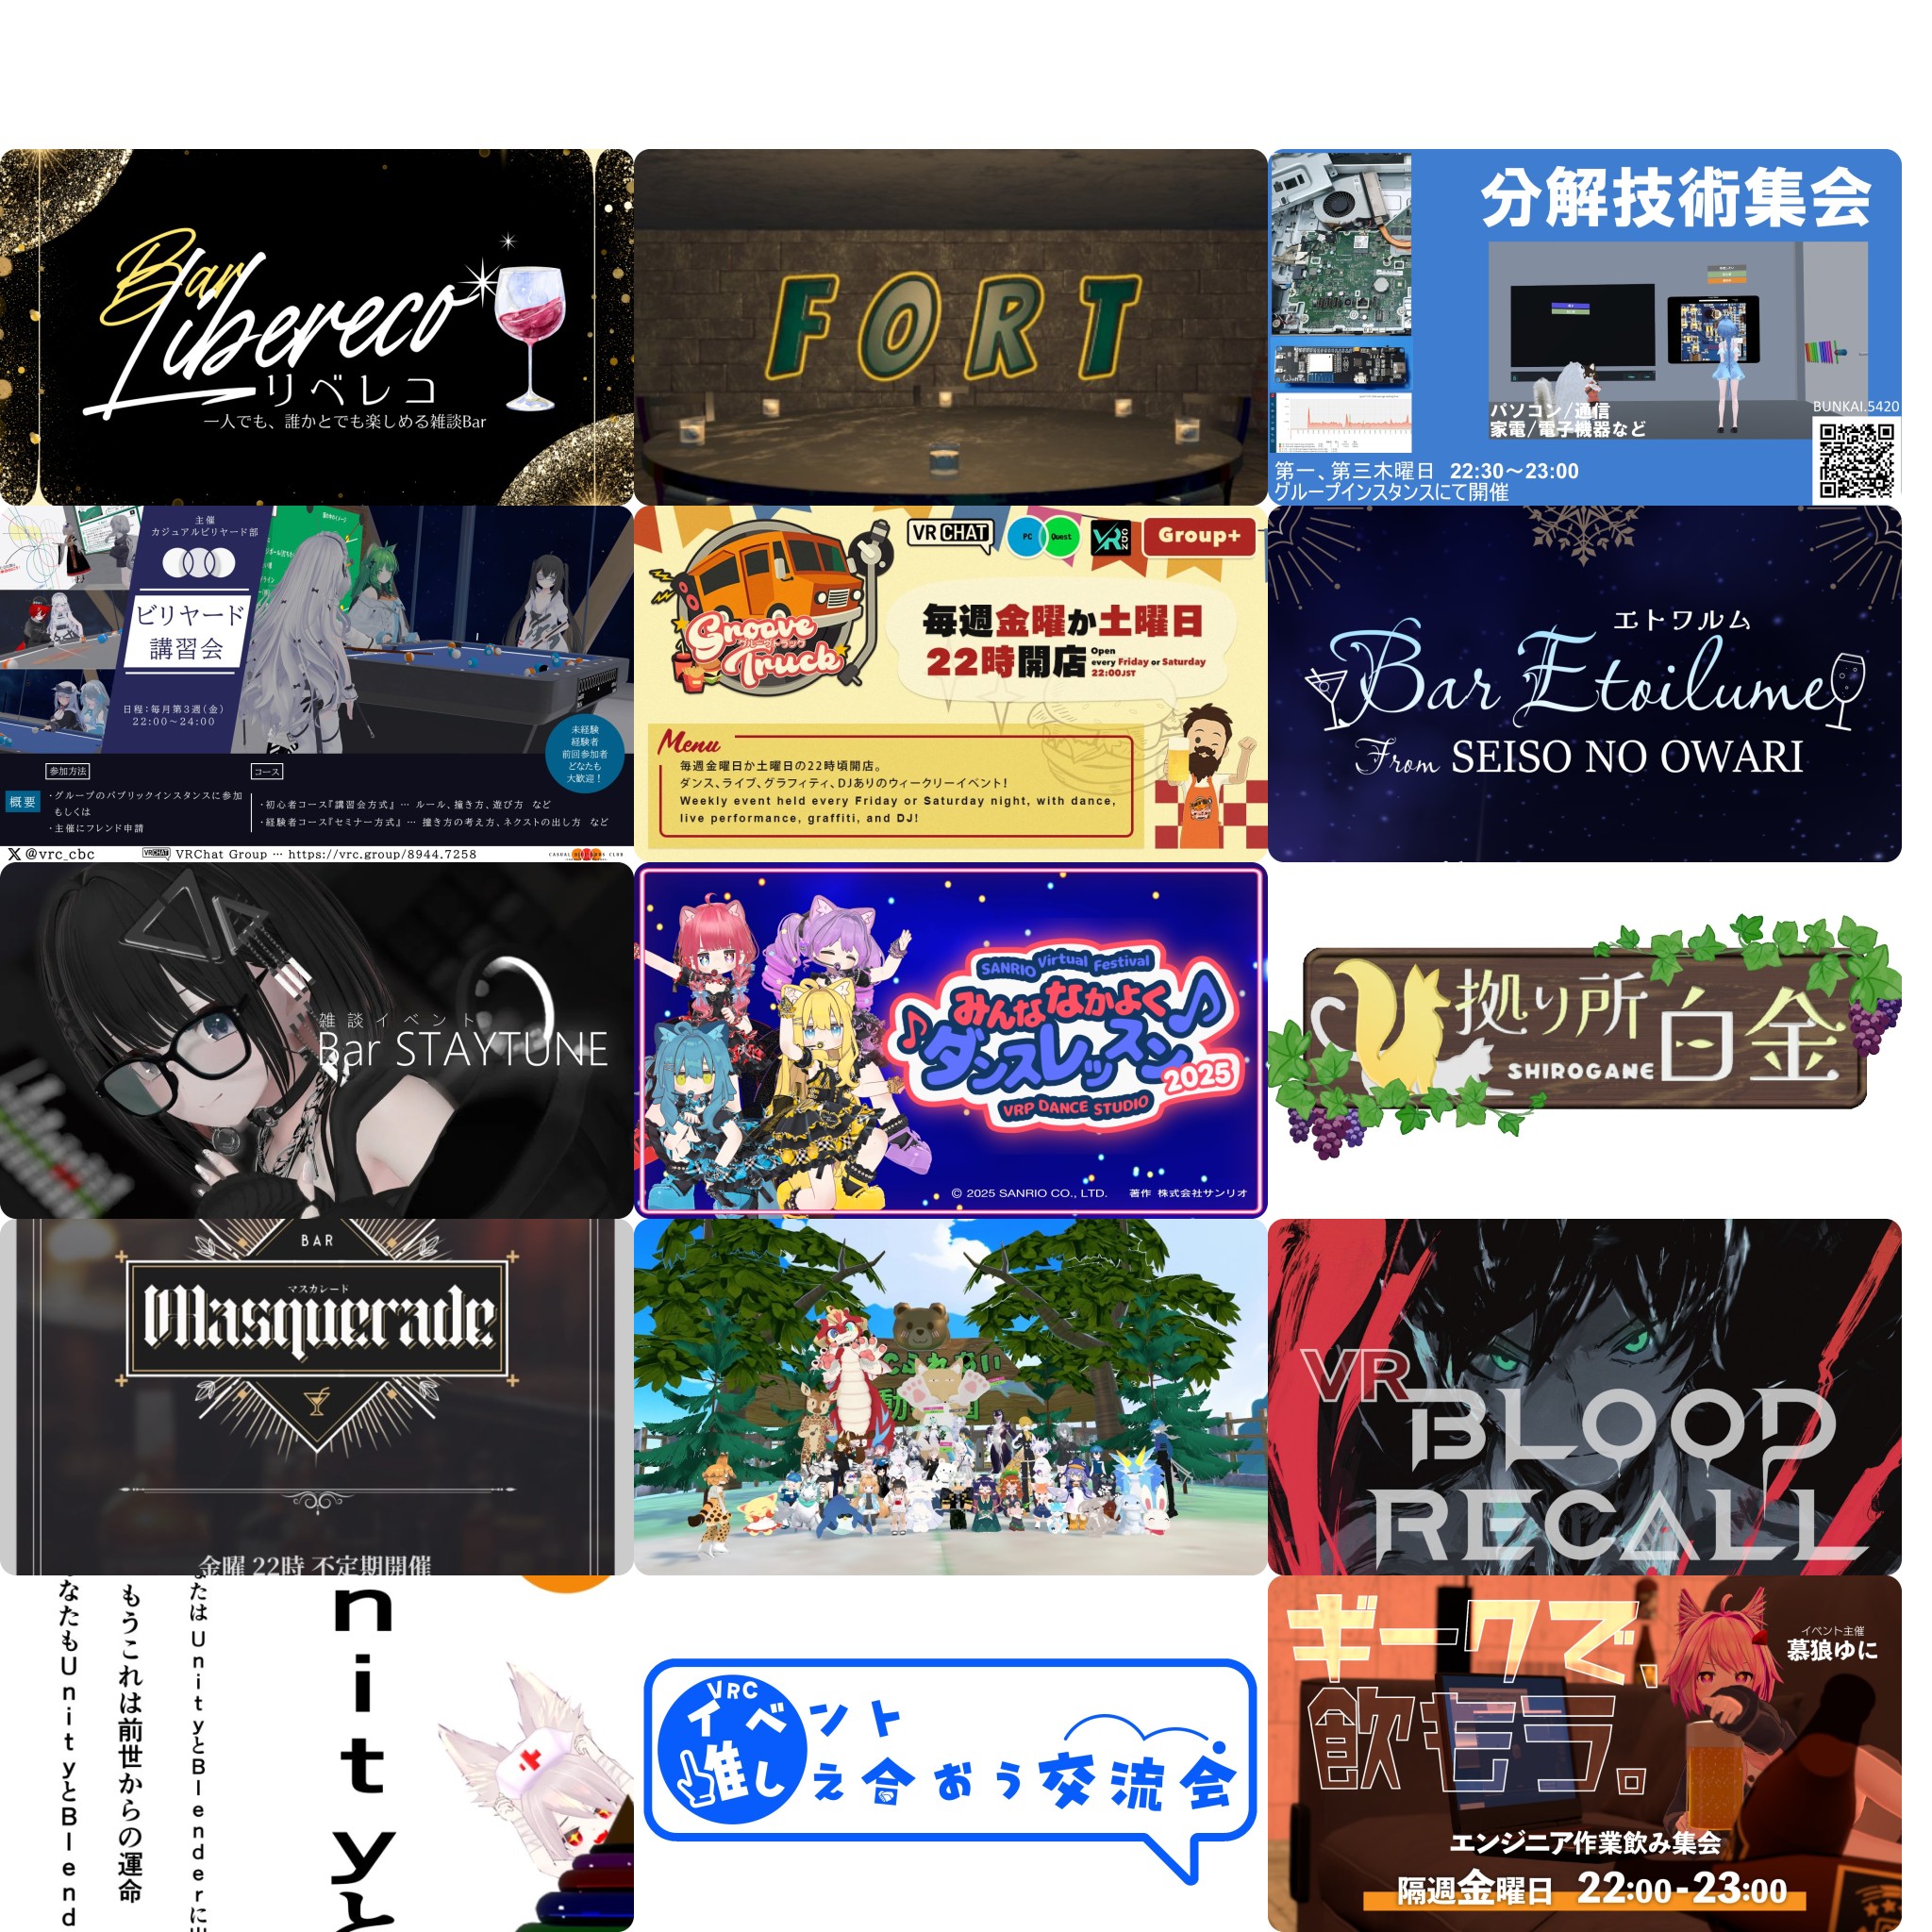 Bar
Libereco
リベレコ
一人でも、誰かとでも楽しめる雑談Bar
FORT
分解技術集会
パソコン/通信
家電/電子機器など
BUNKAI.5420
第一、第三木曜日 22:30～23:00
グループインスタンスにて開催
主催
カジュアルビリヤード部
ビリヤード
講習会
日程:毎月第3週(金)
22:00～24:00
未経験
経験者
前回参加者
どなたも
大歓迎！
概要
参加方法
・グループのパブリックインスタンスに参加
もしくは
・主催にフレンド申請
コース
・初心者コース『講習会方式』 … ルール、撞き方、遊び方 など
・経験者コース『セミナー方式』 … 撞き方の考え方、ネクストの出し方 など
@vrc_cbc
VRCHAT VRChat Group … https://vrc.group/8944.7258
Groove
グルーヴトラック
Truck
VRCHAT
PC Quest
VRCDN
Group+
毎週金曜か土曜日
22時開店
Open
every Friday or Saturday
22:00JST
Menu
毎週金曜日か土曜日の22時頃開店。
ダンス、ライブ、グラフィティ、DJありのウィークリーイベント！
Weekly event held every Friday or Saturday night, with dance,
live performance, graffiti, and DJ!
エトワルム
Bar Etoilume
From SEISO NO OWARI
雑談イベント
Bar STAYTUNE
SANRIO Virtual Festival
みんななかよく
ダンスレッスン
2025
VRP DANCE STUDIO
© 2025 SANRIO CO., LTD. 著作 株式会社サンリオ
拠り所
SHIROGANE
白金
BAR
マスカレード
Masquerade
金曜 22時 不定期開催
VR
BLOOD
RECALL
nityと
たは UnityとBlenderに
もうこれは前世からの運命
なたもUnityとBlend
VRC
イベント
推し え合おう交流会
ギークで、
飲もう。
イベント主催
慕狼ゆに
エンジニア作業飲み集会
隔週金曜日 22:00-23:00